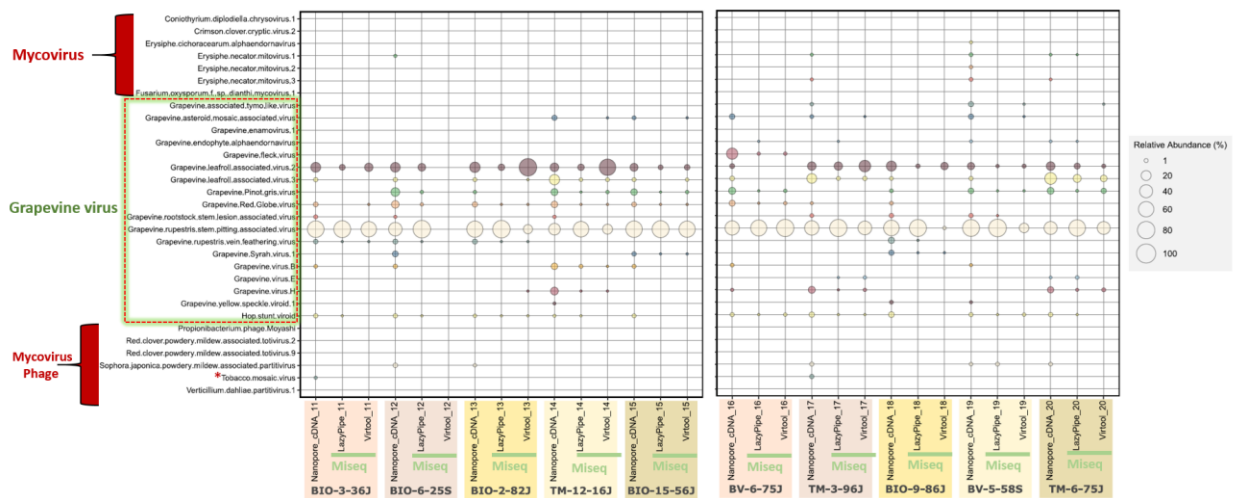 Mycovirus
Grapevine virus
Mycovirus
Phage
Coniothyrium.diplodiella.chrysovirus.1
Crimson.clover.cryptic.virus.2
Erysiphe.cichoracearum.alphaendornavirus
Erysiphe.necator.mitovirus.1
Erysiphe.necator.mitovirus.2
Erysiphe.necator.mitovirus.3
Fusarium.oxysporum.f..sp..dianthi.mycovirus.1
Grapevine.associated.tymo.like.virus
Grapevine.asteroid.mosaic.associated.virus
Grapevine.enamovirus.1
Grapevine.endophyte.alphaendornavirus
Grapevine.fleck.virus
Grapevine.leafroll.associated.virus.2
Grapevine.leafroll.associated.virus.3
Grapevine.Pinot.gris.virus
Grapevine.Red.Globe.virus
Grapevine.rootstock.stem.lesion.associated.virus
Grapevine.rupestris.stem.pitting.associated.virus
Grapevine.rupestris.vein.feathering.virus
Grapevine.Syrah.virus.1
Grapevine.virus.B
Grapevine.virus.E
Grapevine.virus.H
Grapevine.yellow.speckle.viroid.1
Hop.stunt.viroid
Propionibacterium.phage.Moyashi
Red.clover.powdery.mildew.associated.totivirus.2
Red.clover.powdery.mildew.associated.totivirus.9
Sophora.japonica.powdery.mildew.associated.partitivirus
*Tobacco.mosaic.virus
Verticillium.dahliae.partitivirus.1
Nanopore_cDNA_11
LazyPipe_11
Virtool_11
Nanopore_cDNA_12
LazyPipe_12
Virtool_12
Nanopore_cDNA_13
LazyPipe_13
Virtool_13
Nanopore_cDNA_14
LazyPipe_14
Virtool_14
Nanopore_cDNA_15
LazyPipe_15
Virtool_15
Miseq
Miseq
Miseq
Miseq
Miseq
BIO-3-36J
BIO-6-25S
BIO-2-82J
TM-12-16J
BIO-15-56J
Nanopore_cDNA_16
LazyPipe_16
Virtool_16
Nanopore_cDNA_17
LazyPipe_17
Virtool_17
Nanopore_cDNA_18
LazyPipe_18
Virtool_18
Nanopore_cDNA_19
LazyPipe_19
Virtool_19
Nanopore_cDNA_20
LazyPipe_20
Virtool_20
Miseq
Miseq
Miseq
Miseq
Miseq
BV-6-75J
TM-3-96J
BIO-9-86J
BV-5-58S
TM-6-75J
Relative Abundance (%)
1
20
40
60
80
100